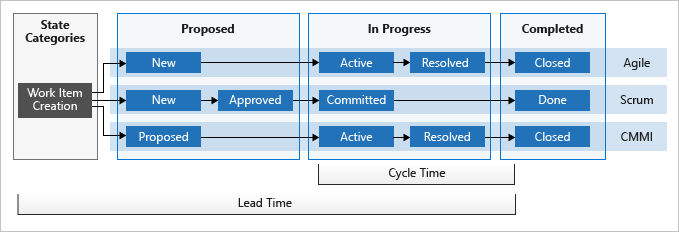 State
Categories
Proposed
In Progress
Completed
New
Active
Resolved
Closed
Agile
Work Item
Creation
New
Approved
Committed
Done
Scrum
Proposed
Active
Resolved
Closed
CMMI
Cycle Time
Lead Time